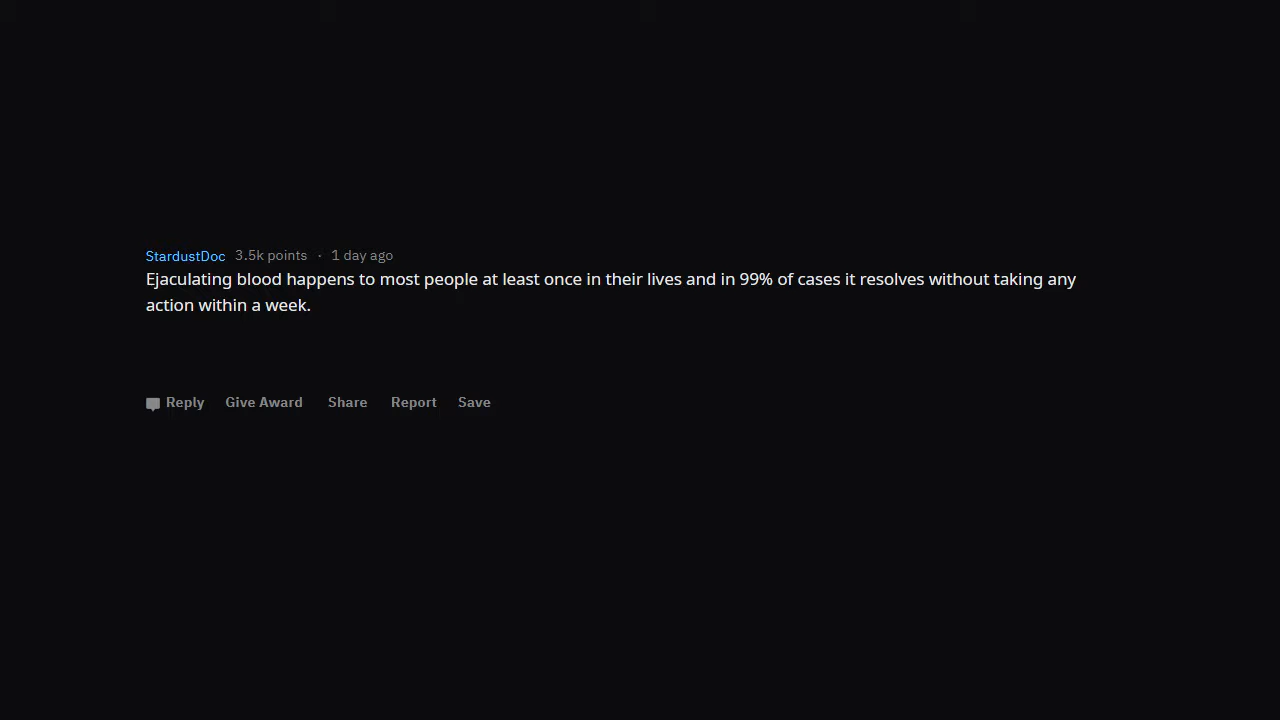 StardustDoc 3.5k points · 1 day ago
Ejaculating blood happens to most people at least once in their lives and in 99% of cases it resolves without taking any
action within a week.
Reply Give Award Share Report Save